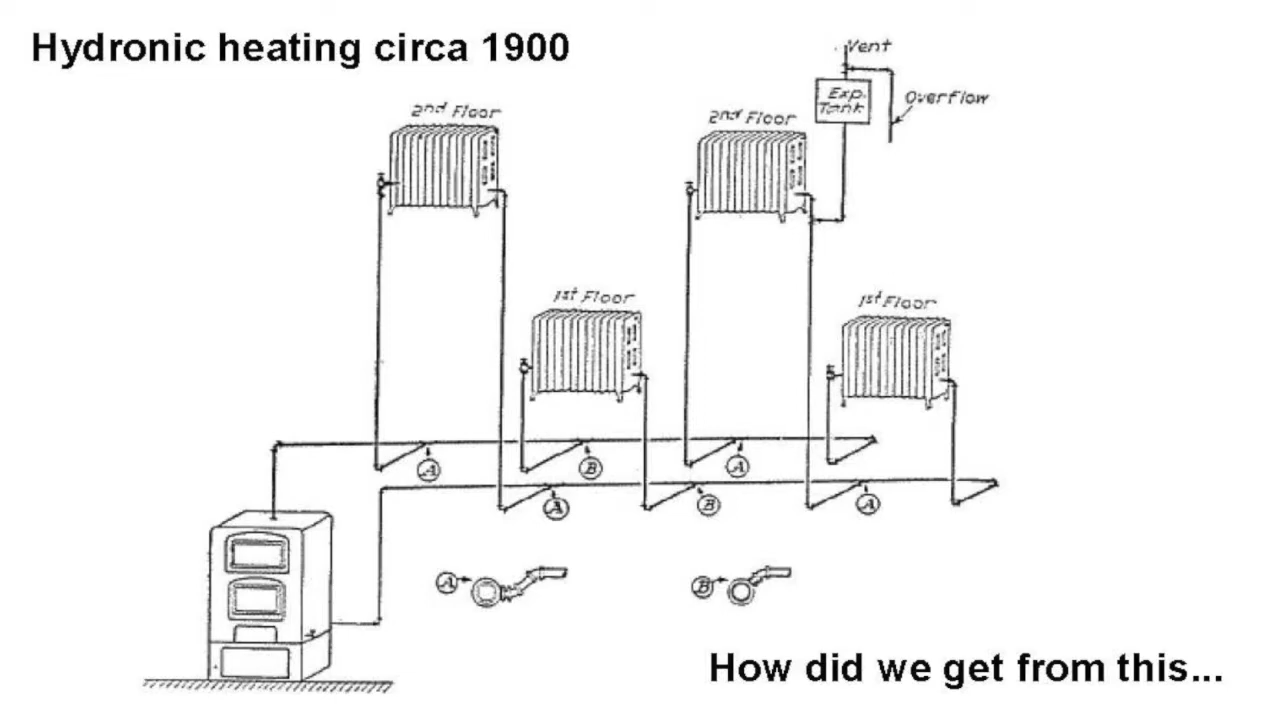 Hydronic heating circa 1900
Vent
Exp.
Tank
Overflow
2nd Floor
2nd Floor
1st Floor
1st Floor
A
B
A
A
B
A
A
B
How did we get from this...